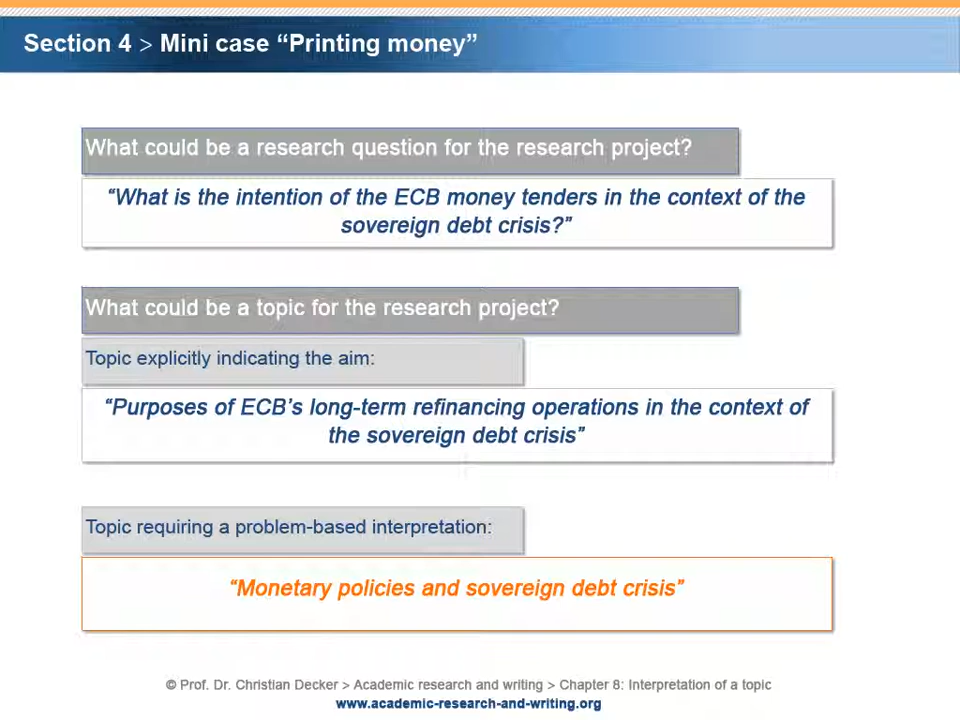 Section 4 > Mini case “Printing money”
What could be a research question for the research project?
“What is the intention of the ECB money tenders in the context of the
sovereign debt crisis?”
What could be a topic for the research project?
Topic explicitly indicating the aim:
“Purposes of ECB’s long-term refinancing operations in the context of
the sovereign debt crisis”
Topic requiring a problem-based interpretation:
“Monetary policies and sovereign debt crisis”
© Prof. Dr. Christian Decker > Academic research and writing > Chapter 8: Interpretation of a topic
www.academic-research-and-writing.org